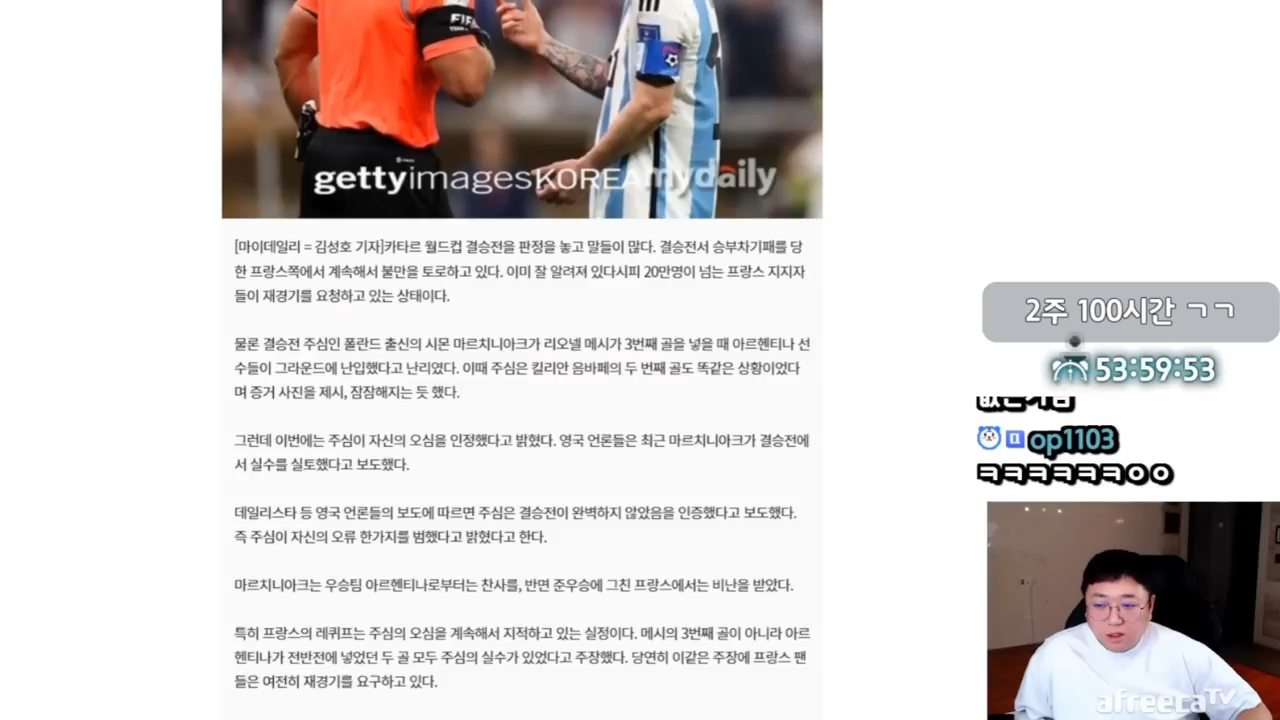 FIFA
gettyimagesKOREA mydaily
[마이데일리 = 김성호 기자]카타르 월드컵 결승전을 판정을 놓고 말들이 많다. 결승전서 승부차기패를 당
한 프랑스쪽에서 계속해서 불만을 토로하고 있다. 이미 잘 알려져 있다시피 20만명이 넘는 프랑스 지지자
들이 재경기를 요청하고 있는 상태이다.
물론 결승전 주심인 폴란드 출신의 시몬 마르치니아크가 리오넬 메시가 3번째 골을 넣을 때 아르헨티나 선
수들이 그라운드에 난입했다고 난리였다. 이때 주심은 킬리안 음바페의 두 번째 골도 똑같은 상황이었다
며 증거 사진을 제시, 잠잠해지는 듯 했다.
그런데 이번에는 주심이 자신의 오심을 인정했다고 밝혔다. 영국 언론들은 최근 마르치니아크가 결승전에
서 실수를 실토했다고 보도했다.
데일리스타 등 영국 언론들의 보도에 따르면 주심은 결승전이 완벽하지 않았음을 인증했다고 보도했다.
즉 주심이 자신의 오류 한가지를 범했다고 밝혔다고 한다.
마르치니아크는 우승팀 아르헨티나로부터는 찬사를, 반면 준우승에 그친 프랑스에서는 비난을 받았다.
특히 프랑스의 레퀴프는 주심의 오심을 계속해서 지적하고 있는 실정이다. 메시의 3번째 골이 아니라 아르
헨티나가 전반전에 넣었던 두 골 모두 주심의 실수가 있었다고 주장했다. 당연히 이같은 주장에 프랑스 팬
들은 여전히 재경기를 요구하고 있다.
2주 100시간 ㄱㄱ
53:59:53
op1103
ㅋㅋㅋㅋㅋㅋㅇㅇ
afreecaTV